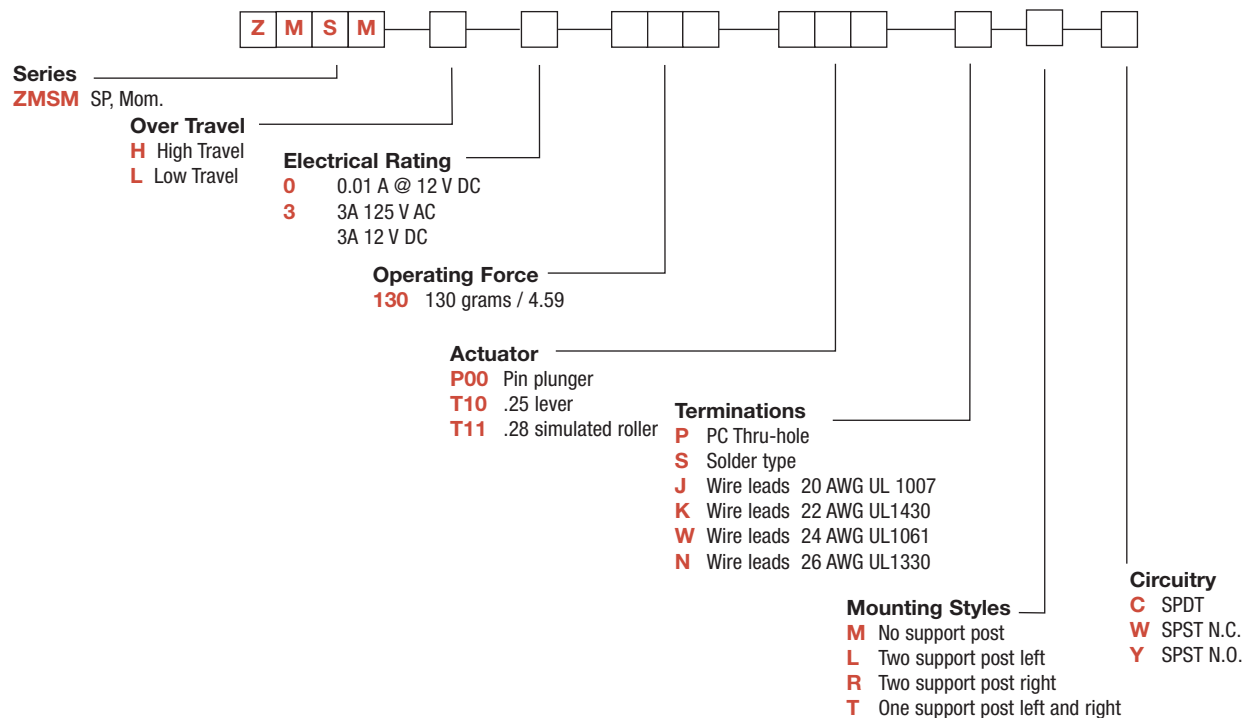 Z M S M
Series
ZMSM SP, Mom.
Over Travel
H High Travel
L Low Travel
Electrical Rating
0 0.01 A @ 12 V DC
3 3A 125 V AC
3A 12 V DC
Operating Force
130 130 grams / 4.59
Actuator
P00 Pin plunger
T10 .25 lever
T11 .28 simulated roller
Terminations
P PC Thru-hole
S Solder type
J Wire leads 20 AWG UL 1007
K Wire leads 22 AWG UL1430
W Wire leads 24 AWG UL1061
N Wire leads 26 AWG UL1330
Mounting Styles
M No support post
L Two support post left
R Two support post right
T One support post left and right
Circuitry
C SPDT
W SPST N.C.
Y SPST N.O.